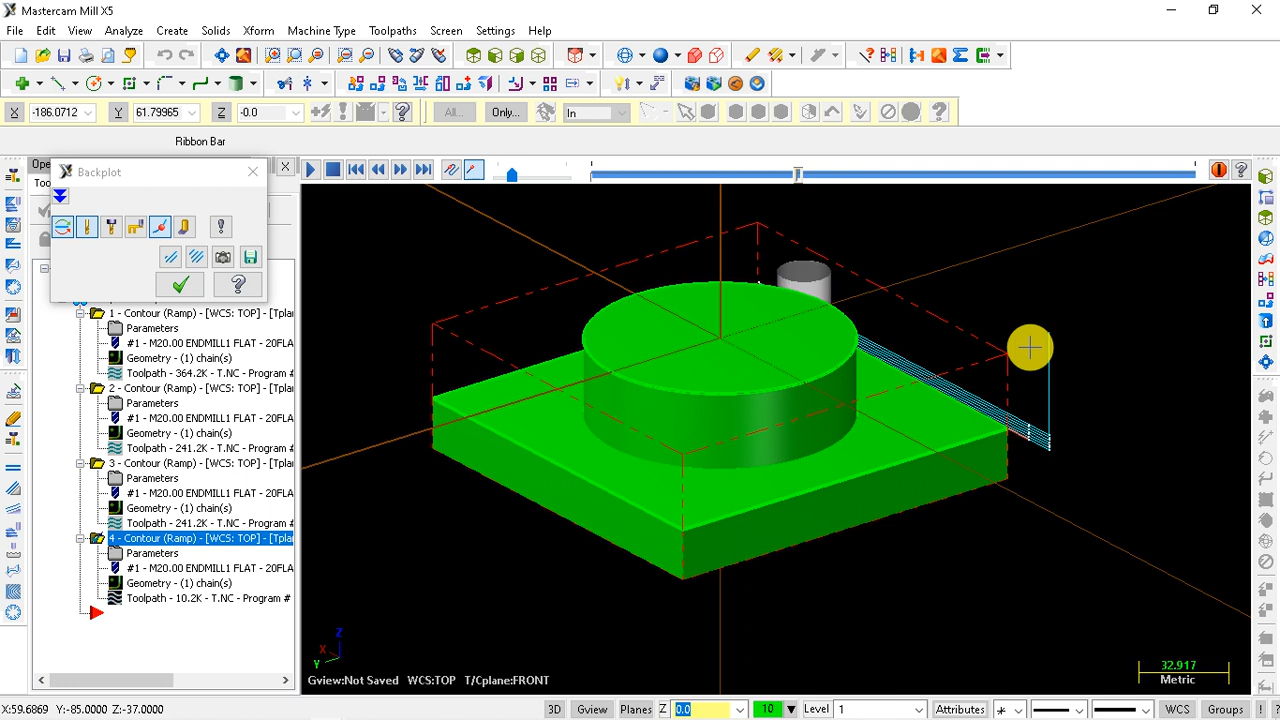 Mastercam Mill X5
File Edit View Analyze Create Solids Xform Machine Type Toolpaths Screen Settings Help
X -186.0712 Y 61.79965 Z -0.0 All... Only... In
Ribbon Bar
Ope
Backplot
Too
1 - Contour (Ramp) - [WCS: TOP] - [Tplan
Parameters
#1 - M20.00 ENDMILL1 FLAT - 20FLA
Geometry - (1) chain(s)
Toolpath - 364.2K - T.NC - Program #
2 - Contour (Ramp) - [WCS: TOP] - [Tplan
Parameters
#1 - M20.00 ENDMILL1 FLAT - 20FLA
Geometry - (1) chain(s)
Toolpath - 241.2K - T.NC - Program #
3 - Contour (Ramp) - [WCS: TOP] - [Tplan
Parameters
#1 - M20.00 ENDMILL1 FLAT - 20FLA
Geometry - (1) chain(s)
Toolpath - 241.2K - T.NC - Program #
4 - Contour (Ramp) - [WCS: TOP] - [Tplan
Parameters
#1 - M20.00 ENDMILL1 FLAT - 20FLA
Geometry - (1) chain(s)
Toolpath - 10.2K - T.NC - Program #
Z
X
Y
Gview:Not Saved WCS:TOP T/Cplane:FRONT
32.917
Metric
X:59.6869 Y:-85.0000 Z:-37.0000 3D Gview Planes Z 0.0 10 Level 1 Attributes WCS Groups ! ?